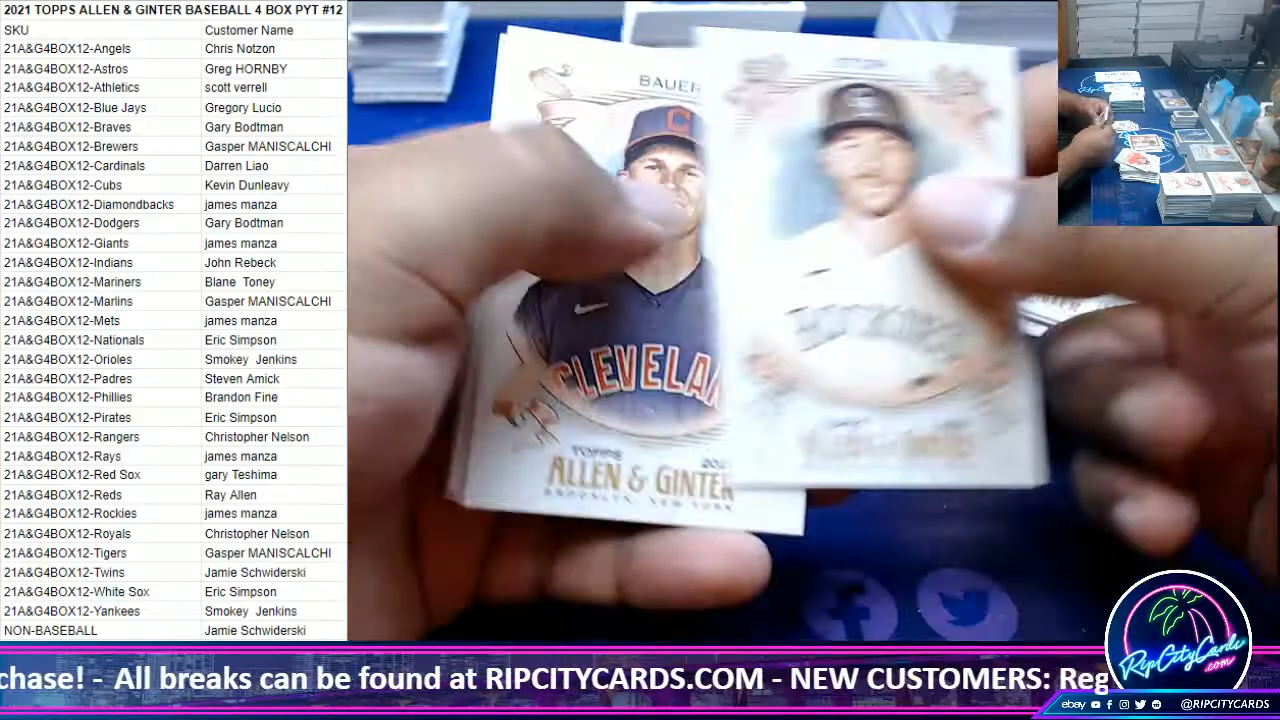 2021 TOPPS ALLEN & GINTER BASEBALL 4 BOX PYT #12
SKU Customer Name
21A&G4BOX12-Angels Chris Notzon
21A&G4BOX12-Astros Greg HORNBY
21A&G4BOX12-Athletics scott verrell
21A&G4BOX12-Blue Jays Gregory Lucio
21A&G4BOX12-Braves Gary Bodtman
21A&G4BOX12-Brewers Gasper MANISCALCHI
21A&G4BOX12-Cardinals Darren Liao
21A&G4BOX12-Cubs Kevin Dunleavy
21A&G4BOX12-Diamondbacks james manza
21A&G4BOX12-Dodgers Gary Bodtman
21A&G4BOX12-Giants james manza
21A&G4BOX12-Indians John Rebeck
21A&G4BOX12-Mariners Blane Toney
21A&G4BOX12-Marlins Gasper MANISCALCHI
21A&G4BOX12-Mets james manza
21A&G4BOX12-Nationals Eric Simpson
21A&G4BOX12-Orioles Smokey Jenkins
21A&G4BOX12-Padres Steven Amick
21A&G4BOX12-Phillies Brandon Fine
21A&G4BOX12-Pirates Eric Simpson
21A&G4BOX12-Rangers Christopher Nelson
21A&G4BOX12-Rays james manza
21A&G4BOX12-Red Sox gary Teshima
21A&G4BOX12-Reds Ray Allen
21A&G4BOX12-Rockies james manza
21A&G4BOX12-Royals Christopher Nelson
21A&G4BOX12-Tigers Gasper MANISCALCHI
21A&G4BOX12-Twins Jamie Schwiderski
21A&G4BOX12-White Sox Eric Simpson
21A&G4BOX12-Yankees Smokey Jenkins
NON-BASEBALL Jamie Schwiderski
BAUER
C
CLEVELA
TOPPS 202
ALLEN & GINTER
BROOKLYN NEW YORK
chase! - All breaks can be found at RIPCITYCARDS.COM - NEW CUSTOMERS: Reg
RipCityCards
.com
ebay @RIPCITYCARDS